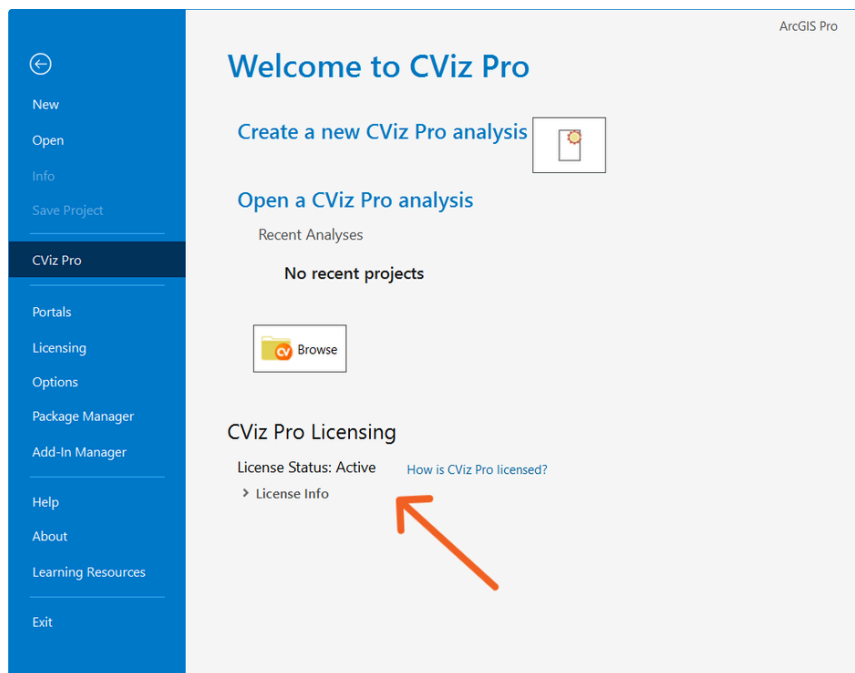 ArcGIS Pro
New
Open
Info
Save Project
CViz Pro
Portals
Licensing
Options
Package Manager
Add-In Manager
Help
About
Learning Resources
Exit
Welcome to CViz Pro
Create a new CViz Pro analysis
Open a CViz Pro analysis
Recent Analyses
No recent projects
CV Browse
CViz Pro Licensing
License Status: Active How is CViz Pro licensed?
License Info